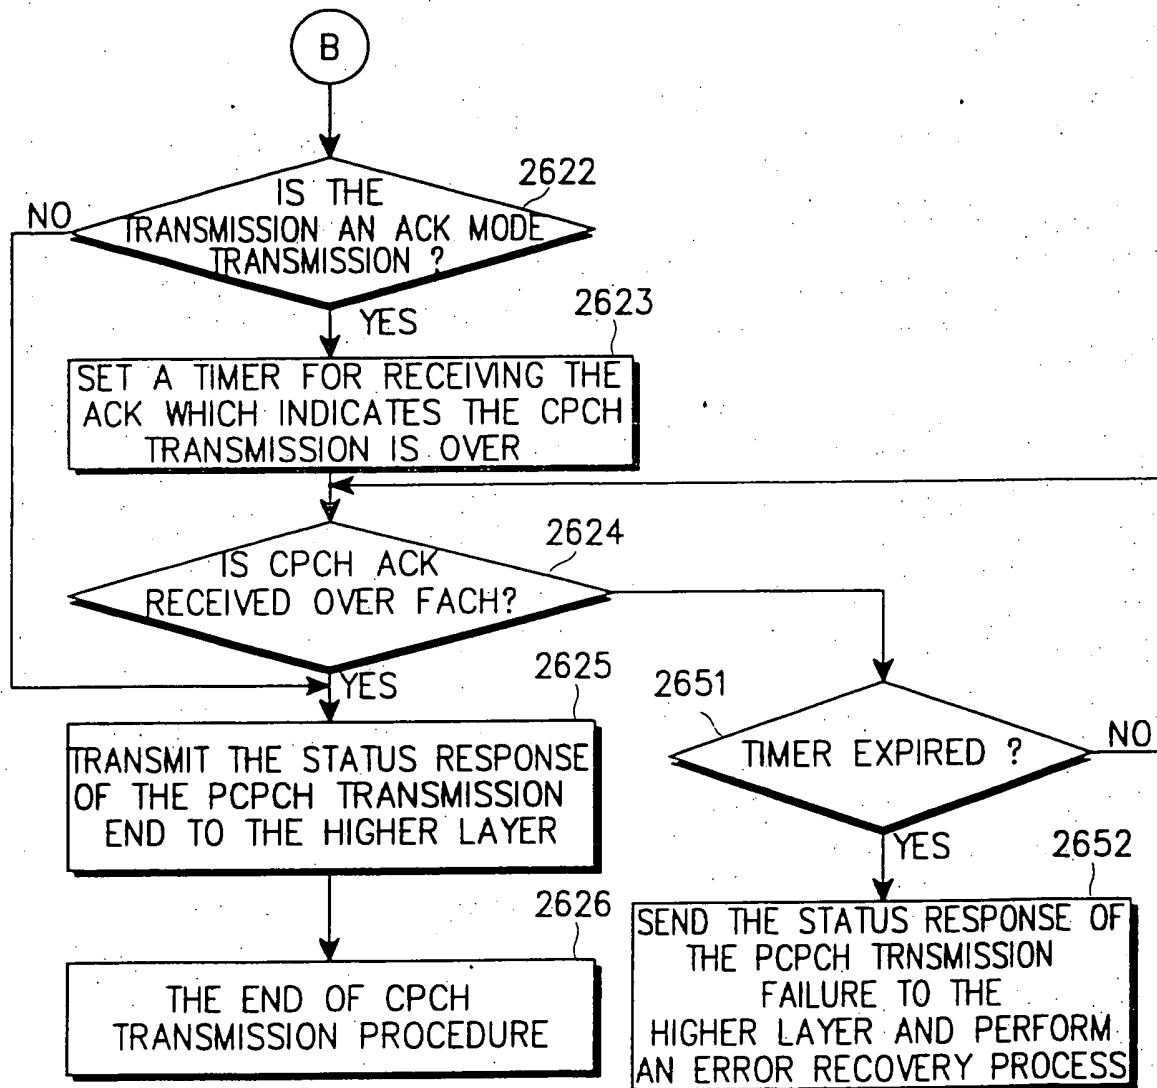 B
2622
IS THE
TRANSMISSION AN ACK MODE
TRANSMISSION ?
NO
YES
2623
SET A TIMER FOR RECEIVING THE
ACK WHICH INDICATES THE CPCH
TRANSMISSION IS OVER
2624
IS CPCH ACK
RECEIVED OVER FACH?
YES
2625
TRANSMIT THE STATUS RESPONSE
OF THE PCPCH TRANSMISSION
END TO THE HIGHER LAYER
2626
THE END OF CPCH
TRANSMISSION PROCEDURE
2651
TIMER EXPIRED ?
NO
YES
2652
SEND THE STATUS RESPONSE OF
THE PCPCH TRNSMISSION
FAILURE TO THE
HIGHER LAYER AND PERFORM
AN ERROR RECOVERY PROCESS